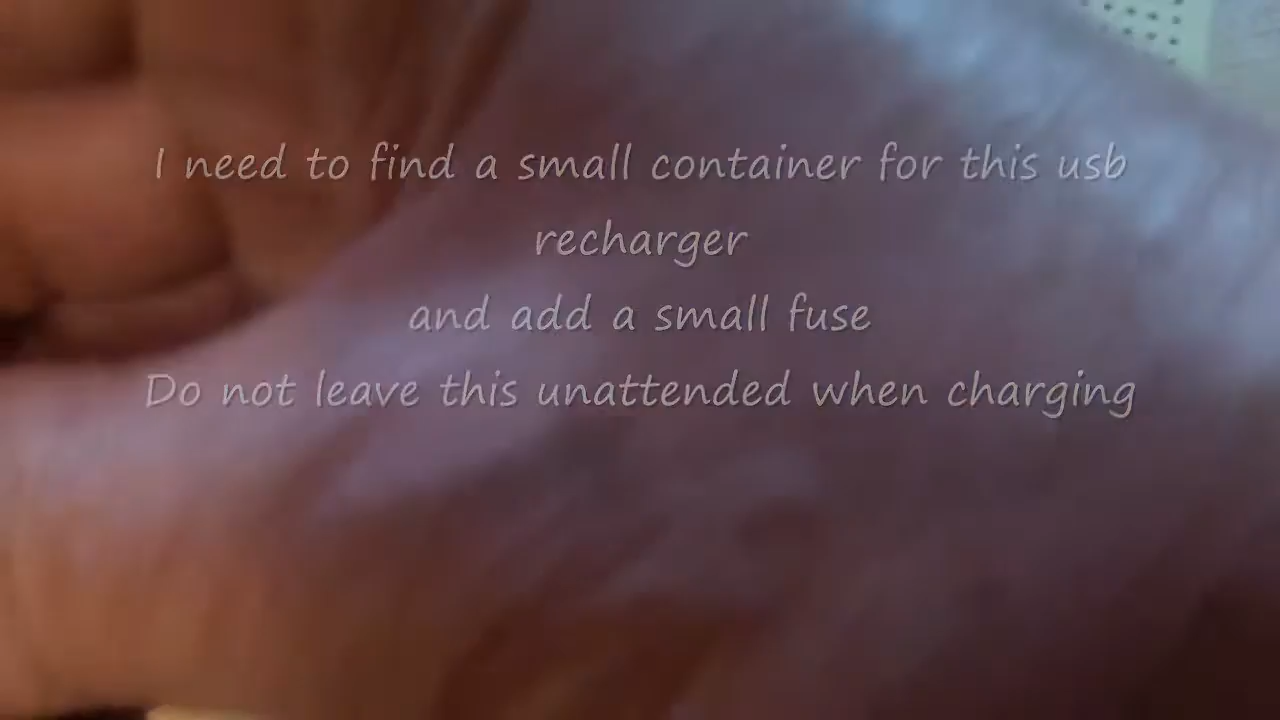 I need to find a small container for this usb
recharger
and add a small fuse
Do not leave this unattended when charging